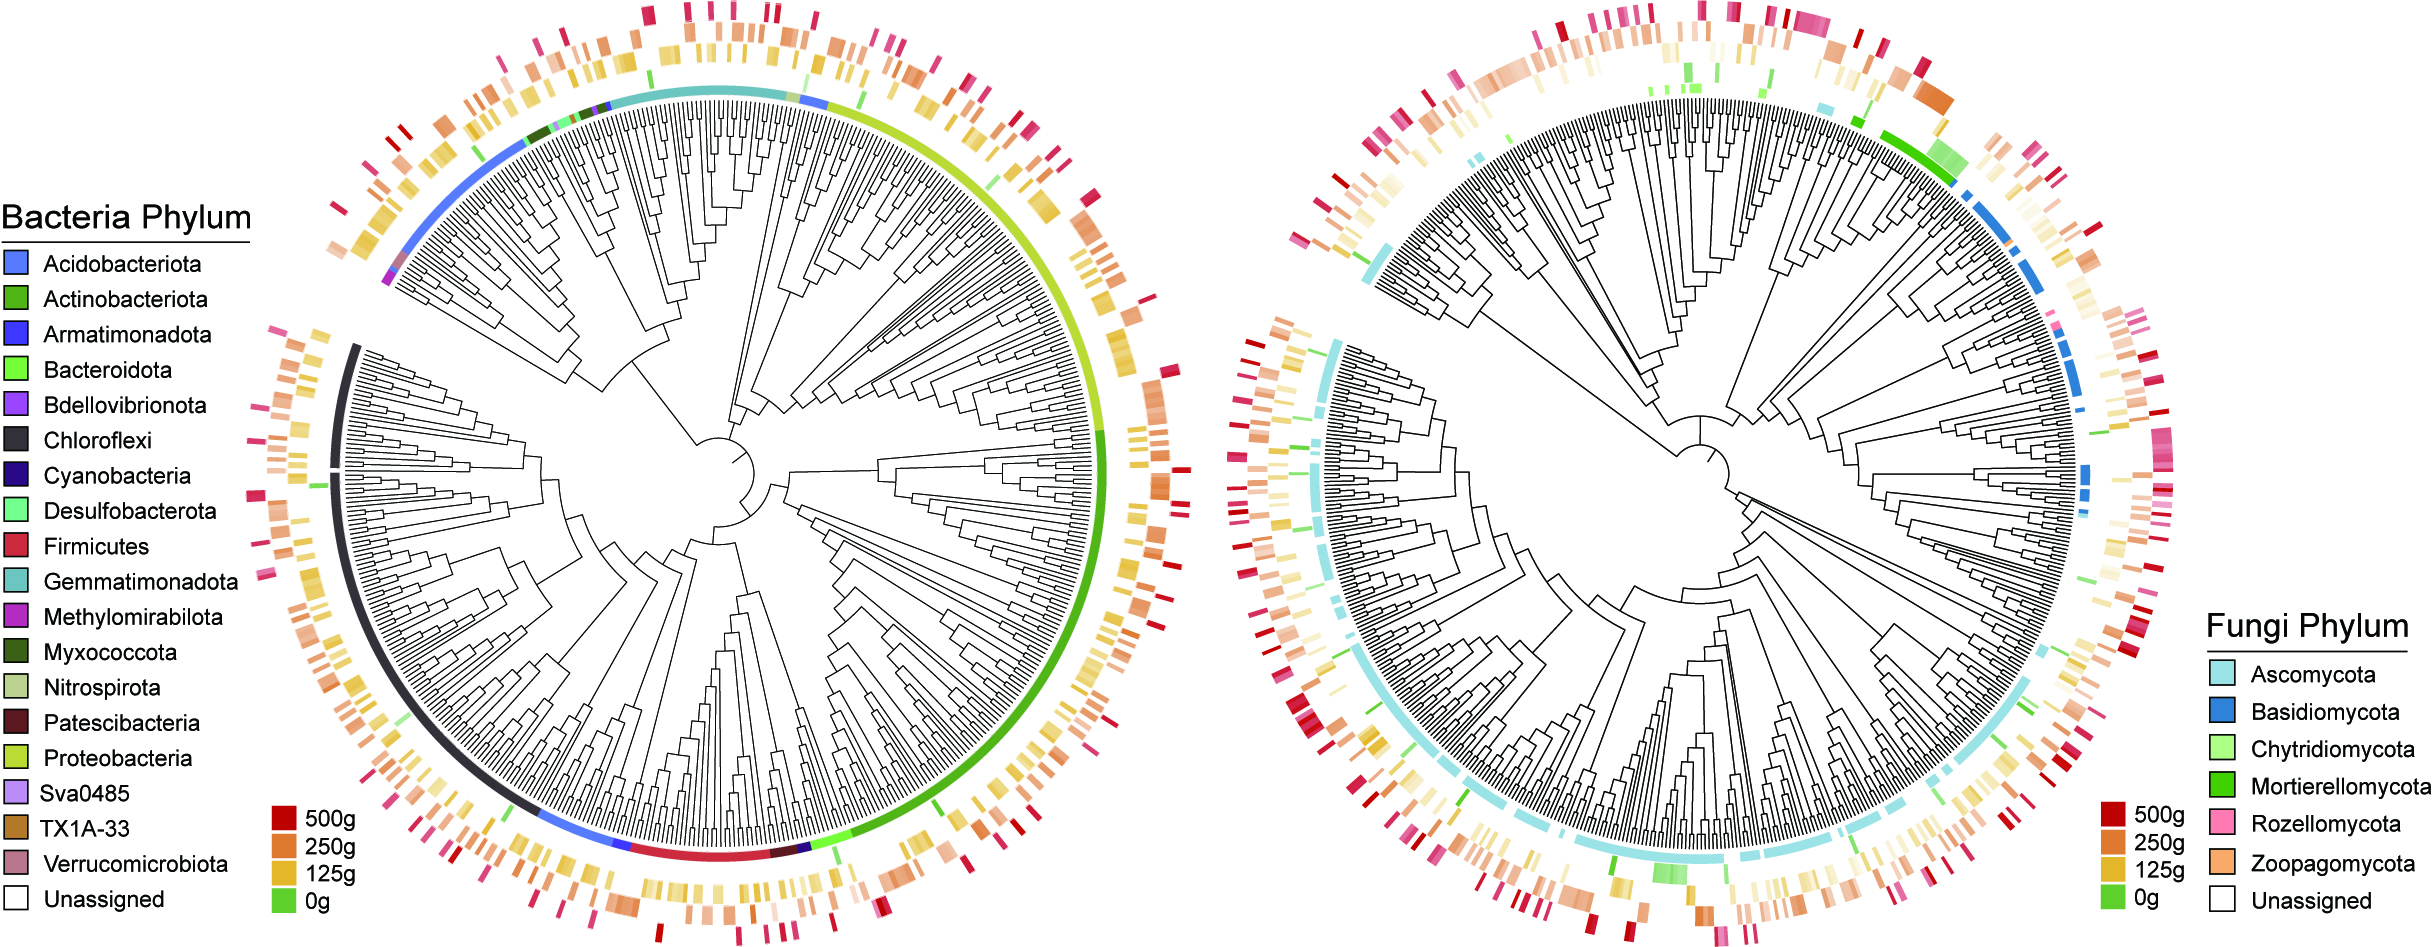 Bacteria Phylum
Acidobacteriota
Actinobacteriota
Armatimonadota
Bacteroidota
Bdellovibrionota
Chloroflexi
Cyanobacteria
Desulfobacterota
Firmicutes
Gemmatimonadota
Methylomirabilota
Myxococcota
Nitrospirota
Patescibacteria
Proteobacteria
Sva0485
TX1A-33
Verrucomicrobiota
Unassigned
500g
250g
125g
0g
500g
250g
125g
0g
Fungi Phylum
Ascomycota
Basidiomycota
Chytridiomycota
Mortierellomycota
Rozellomycota
Zoopagomycota
Unassigned